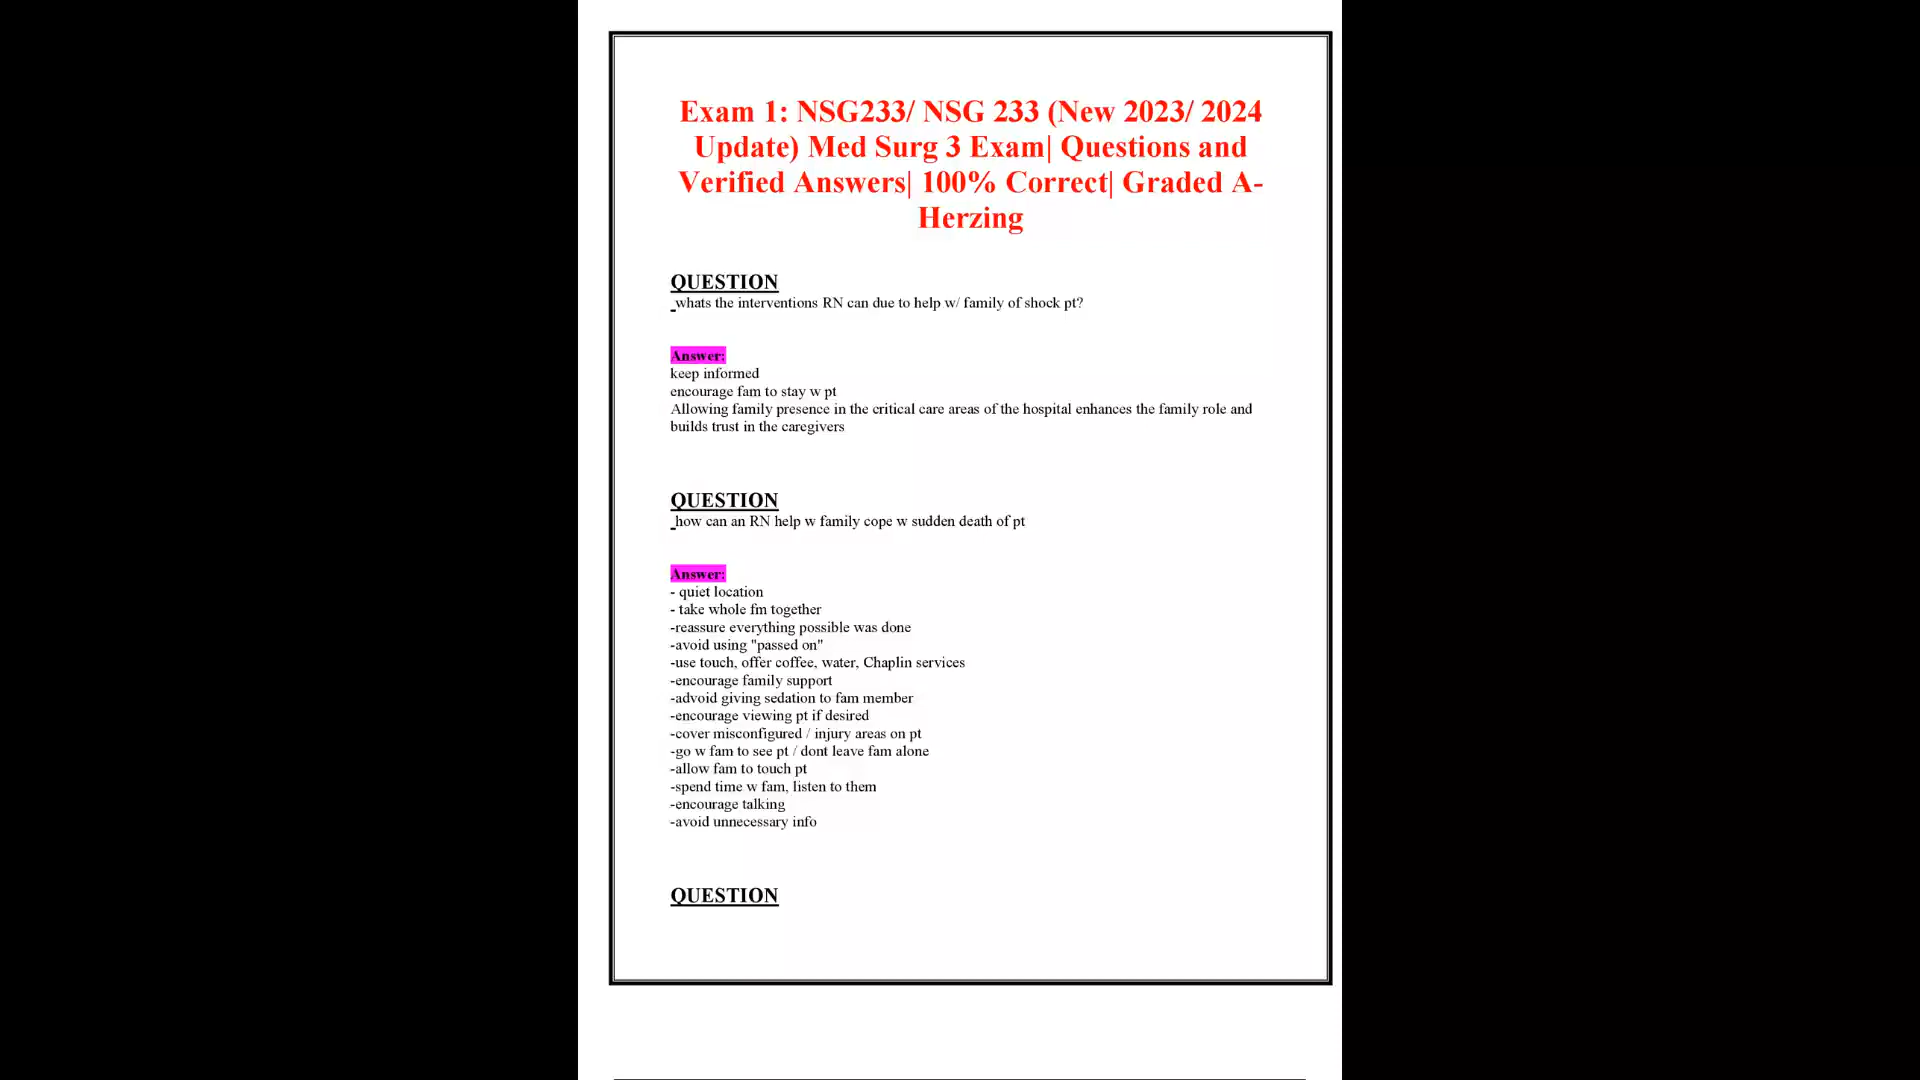 Exam 1: NSG233/ NSG 233 (New 2023/ 2024
Update) Med Surg 3 Exam| Questions and
Verified Answers| 100% Correct| Graded A-
Herzing
QUESTION
whats the interventions RN can due to help w/ family of shock pt?
Answer:
keep informed
encourage fam to stay w pt
Allowing family presence in the critical care areas of the hospital enhances the family role and
builds trust in the caregivers
QUESTION
how can an RN help w family cope w sudden death of pt
Answer:
- quiet location
- take whole fm together
-reassure everything possible was done
-avoid using "passed on"
-use touch, offer coffee, water, Chaplin services
-encourage family support
-advoid giving sedation to fam member
-encourage viewing pt if desired
-cover misconfigured / injury areas on pt
-go w fam to see pt / dont leave fam alone
-allow fam to touch pt
-spend time w fam, listen to them
-encourage talking
-avoid unnecessary info
QUESTION